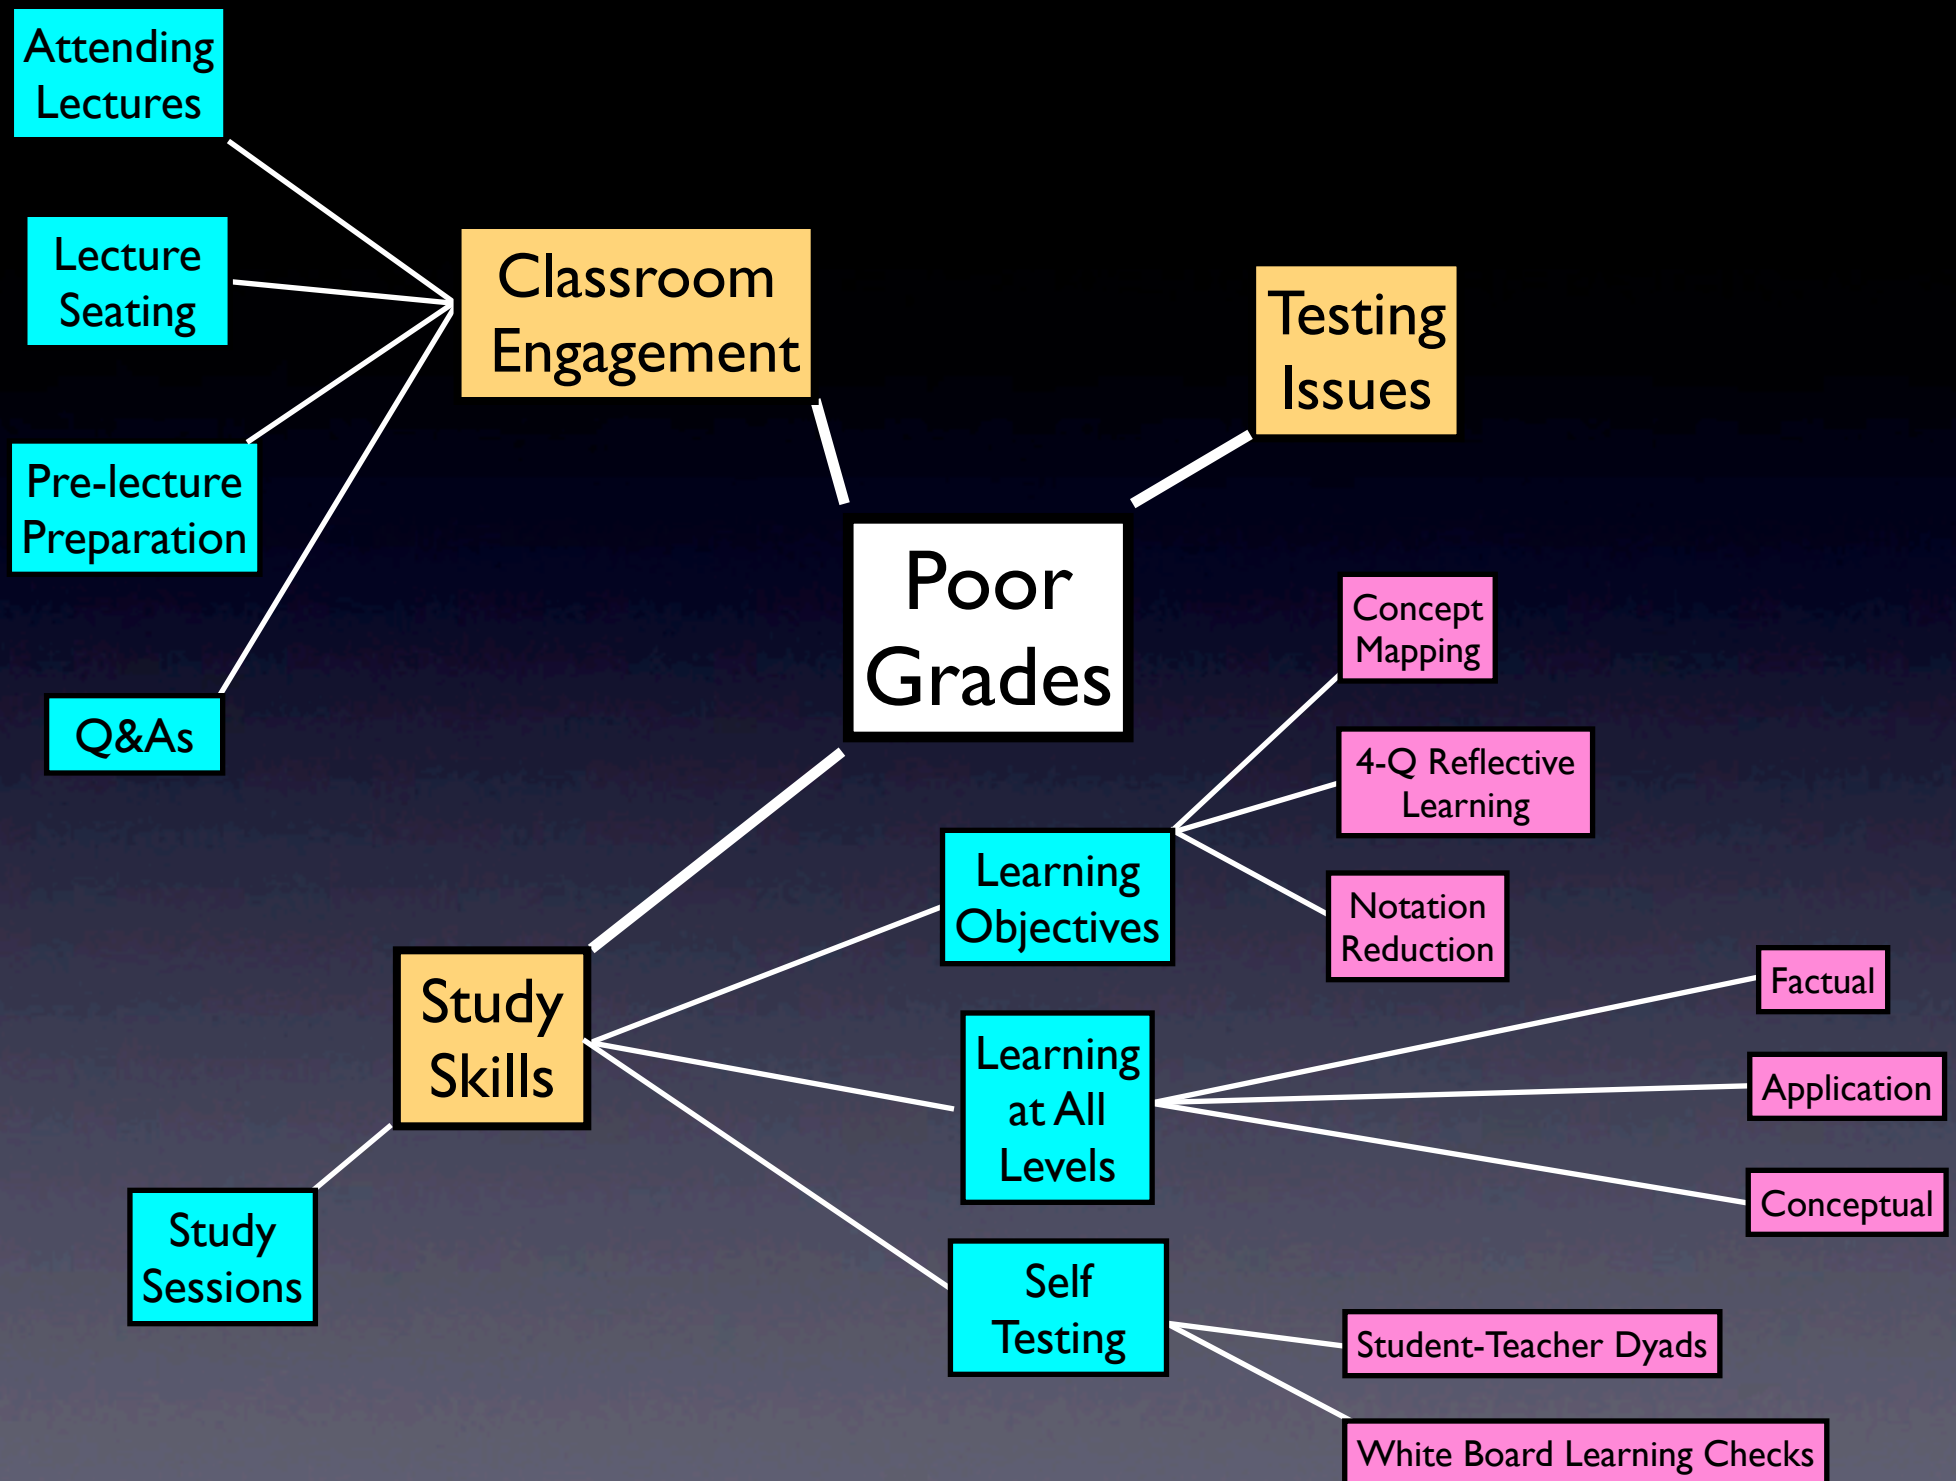 Attending
Lectures
Lecture
Seating
Pre-lecture
Preparation
Q&As
Classroom
Engagement
Testing
Issues
Poor
Grades
Study
Skills
Study
Sessions
Learning
Objectives
Concept
Mapping
4-Q Reflective
Learning
Notation
Reduction
Learning
at All
Levels
Factual
Application
Conceptual
Self
Testing
Student-Teacher Dyads
White Board Learning Checks